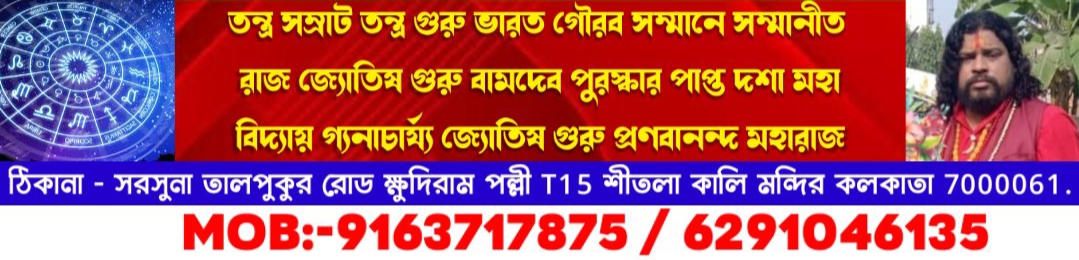 তন্ত্র সম্রাট তন্ত্র গুরু ভারত গৌরব সম্মানে সম্মানীত
রাজ জ্যোতিষ গুরু বামদেব পুরস্কার প্রাপ্ত দশা মহা
বিদ্যায় গ্যনাচার্য্য জ্যোতিষ গুরু প্রণবানন্দ মহারাজ
ঠিকানা - সরসুনা তালপুকুর রোড ক্ষুদিরাম পল্লী T15 শীতলা কালি মন্দির কলকাতা 7000061.
MOB:-9163717875 / 6291046135